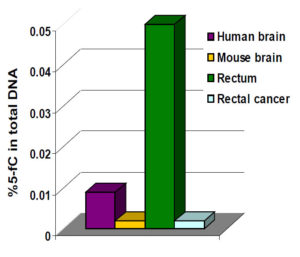 %5-fC in total DNA
0.05
0.04
0.03
0.02
0.01
0
Human brain
Mouse brain
Rectum
Rectal cancer